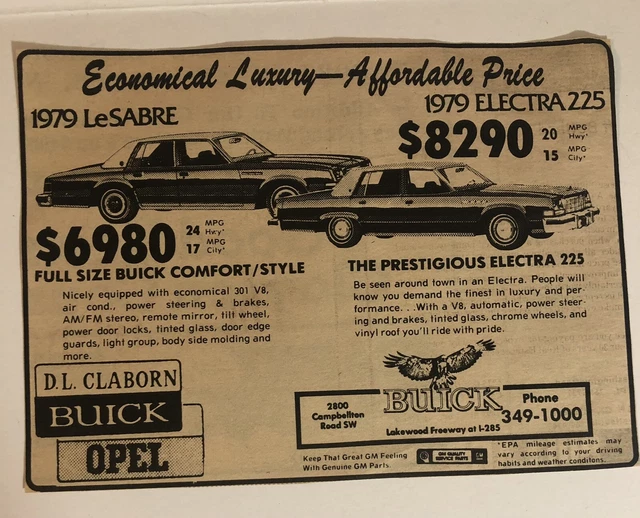 Economical Luxury—Affordable Price
1979 LeSABRE
1979 ELECTRA 225
$8290
20 MPG Hwy*
15 MPG City*
$6980
24 MPG Hwy*
17 MPG City*
FULL SIZE BUICK COMFORT/STYLE
Nicely equipped with economical 301 V8,
air cond., power steering & brakes,
AM/FM stereo, remote mirror, tilt wheel,
power door locks, tinted glass, door edge
guards, light group, body side molding and
more.
THE PRESTIGIOUS ELECTRA 225
Be seen around town in an Electra. People will
know you demand the finest in luxury and per-
formance. . . .With a V8, automatic, power steer-
ing and brakes, tinted glass, chrome wheels, and
vinyl roof you'll ride with pride.
D.L. CLABORN
BUICK
OPEL
2800
Campbellton
Road SW
BUICK
Lakewood Freeway at I-285
Phone
349-1000
Keep That Great GM Feeling
With Genuine GM Parts.
GM QUALITY
SERVICE PARTS
GM
*EPA mileage estimates may
vary according to your driving
habits and weather conditons.